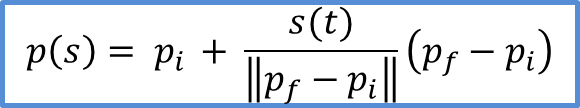 p(s) = p_i + \frac{s(t)}{\|p_f - p_i\|}(p_f - p_i)